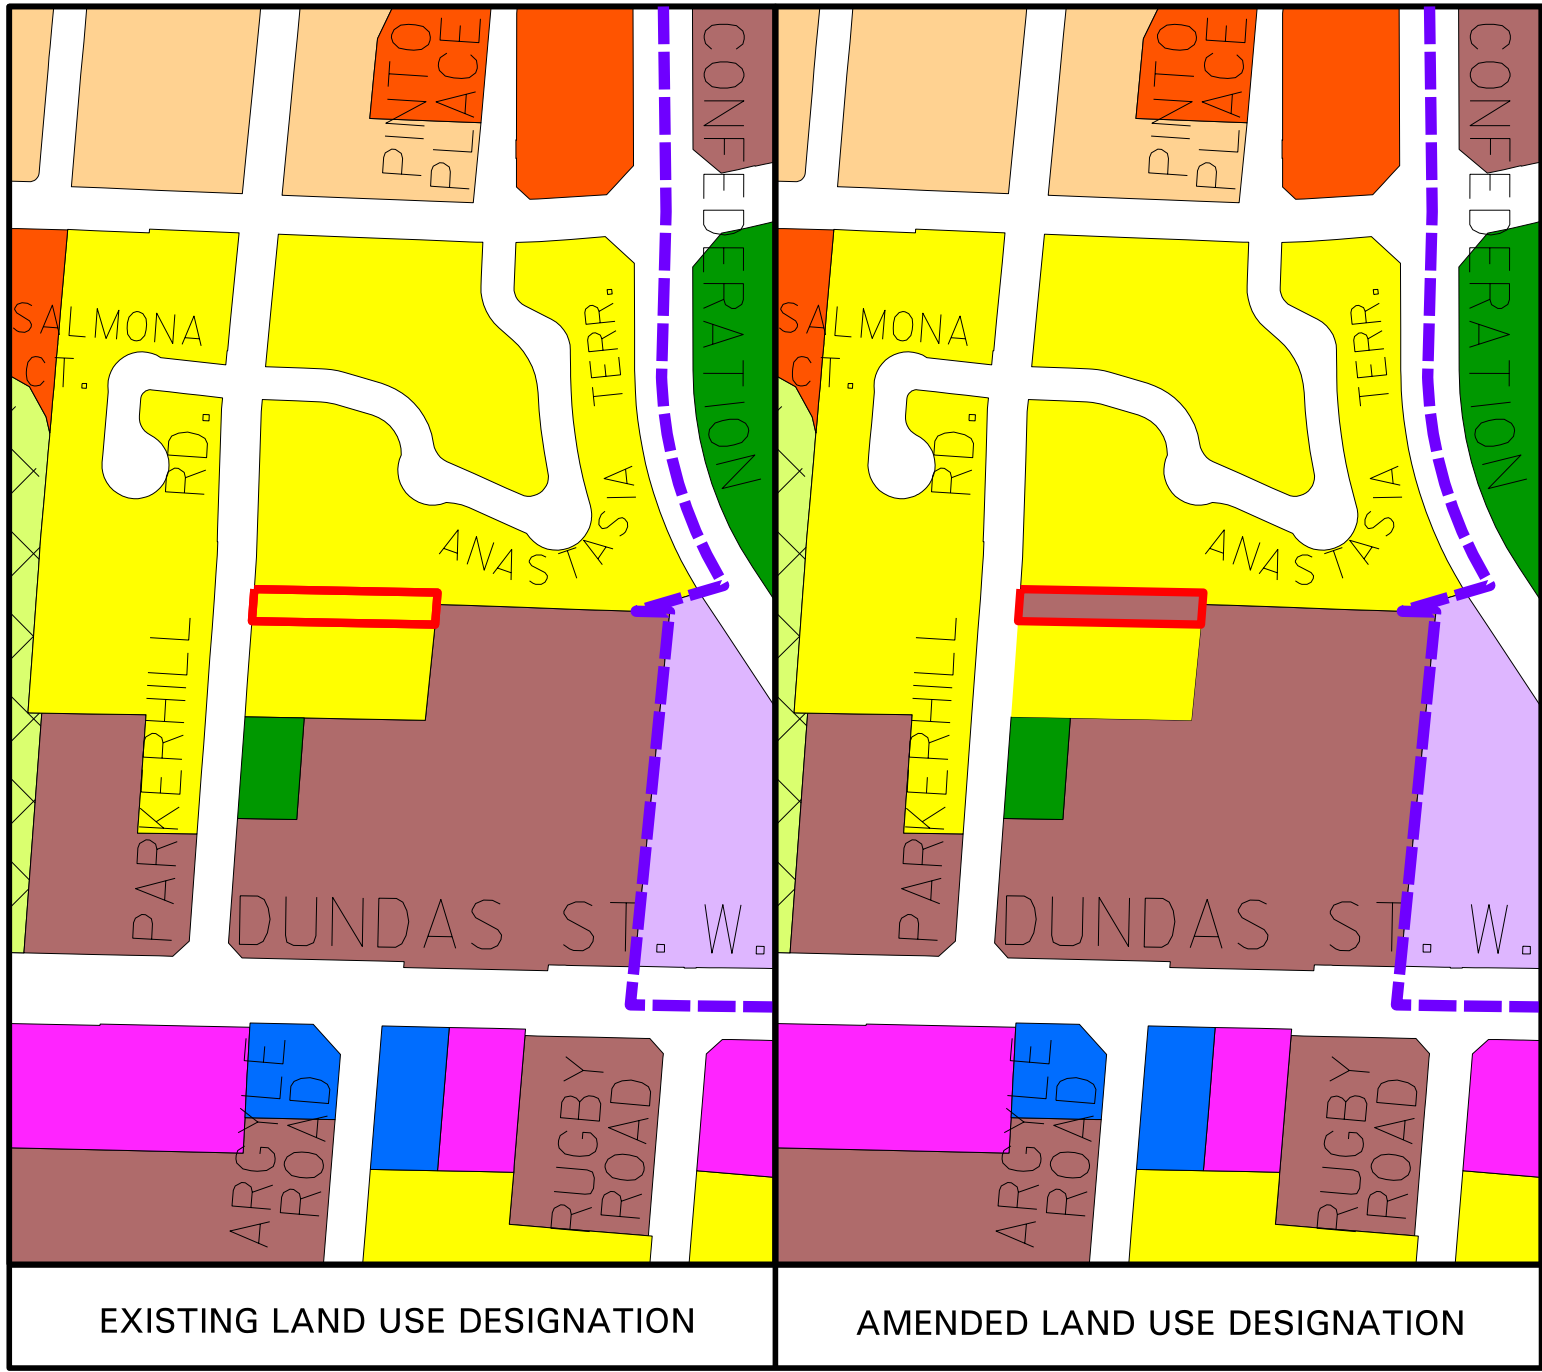 PINTO
PLACE
CONFEDERATION
SALMONA
CT.
ANASTASIA TERR.
PARKERHILL RD.
DUNDAS ST. W.
ARGYLE
ROAD
RUGBY
ROAD
EXISTING LAND USE DESIGNATION
PINTO
PLACE
CONFEDERATION
SALMONA
CT.
ANASTASIA TERR.
PARKERHILL RD.
DUNDAS ST. W.
ARGYLE
ROAD
RUGBY
ROAD
AMENDED LAND USE DESIGNATION